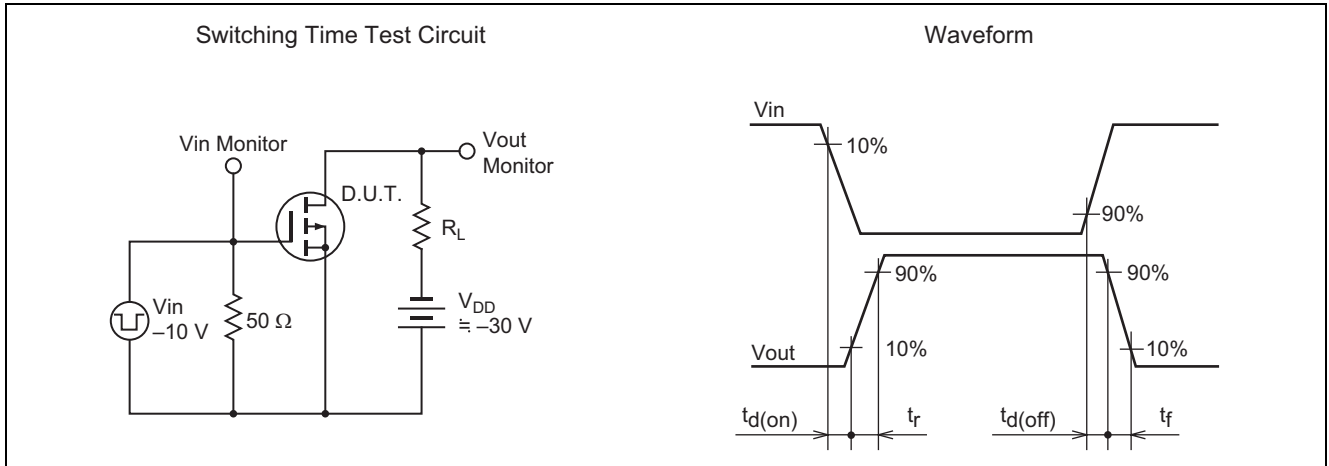 Switching Time Test Circuit
Vin Monitor
Vout
Monitor
D.U.T.
RL
Vin
–10 V
50 Ω
VDD
≒ –30 V
Waveform
Vin
10%
90%
90%
90%
Vout
10%
10%
td(on)
tr
td(off)
tf